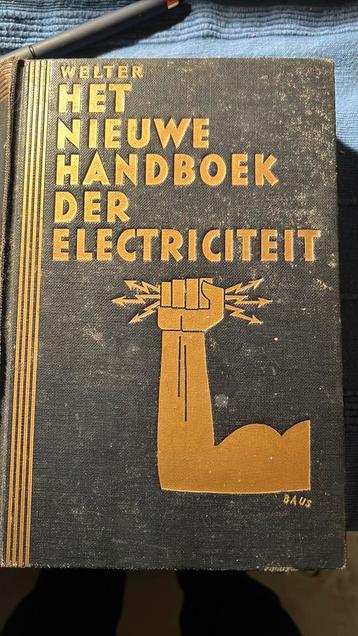 WELTER
HET
NIEUWE
HANDBOEK
DER
ELECTRICITEIT
BAUS